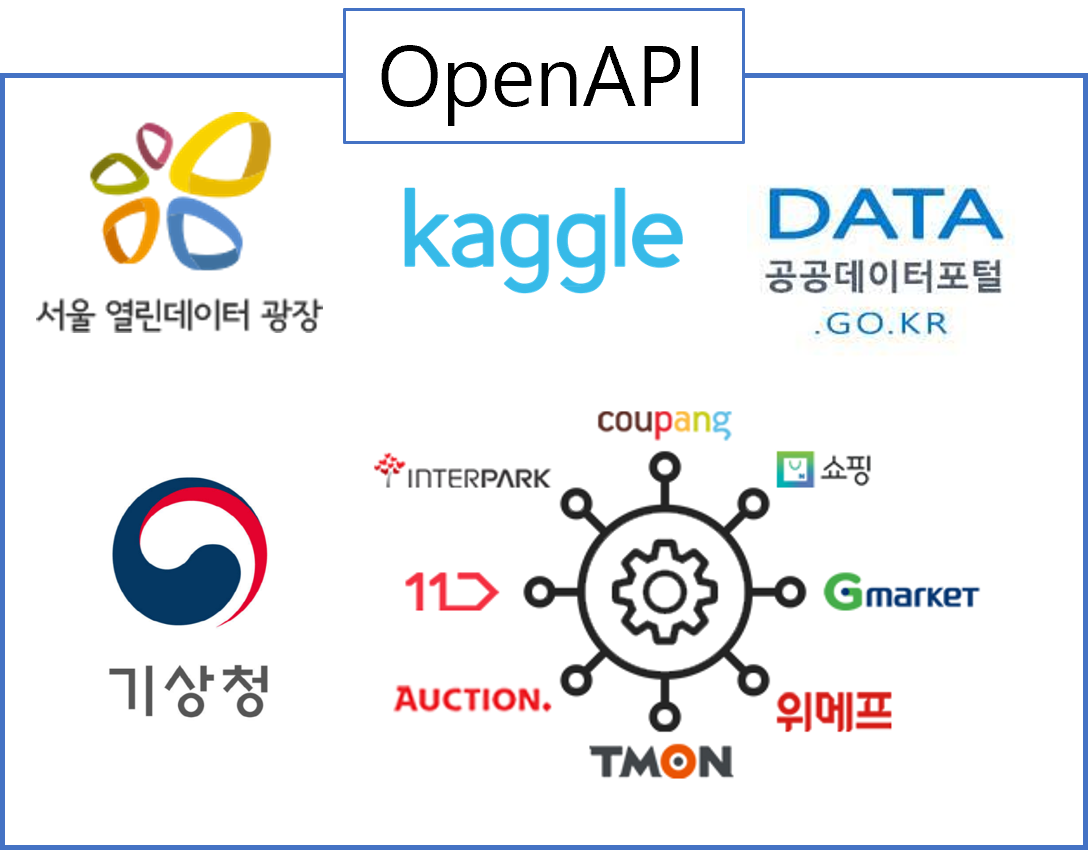 OpenAPI
서울 열린데이터 광장
kaggle
DATA
공공데이터포털
.GO.KR
기상청
coupang
INTERPARK
N 쇼핑
11
Gmarket
AUCTION.
위메프
TMON